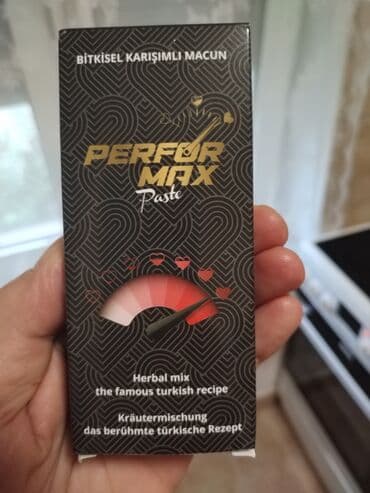 BİTKİSEL KARIŞIMLI MACUN
PERFOR
MAX
Paste
Herbal mix
the famous turkish recipe
Kräutermischung
das berühmte türkische Rezept